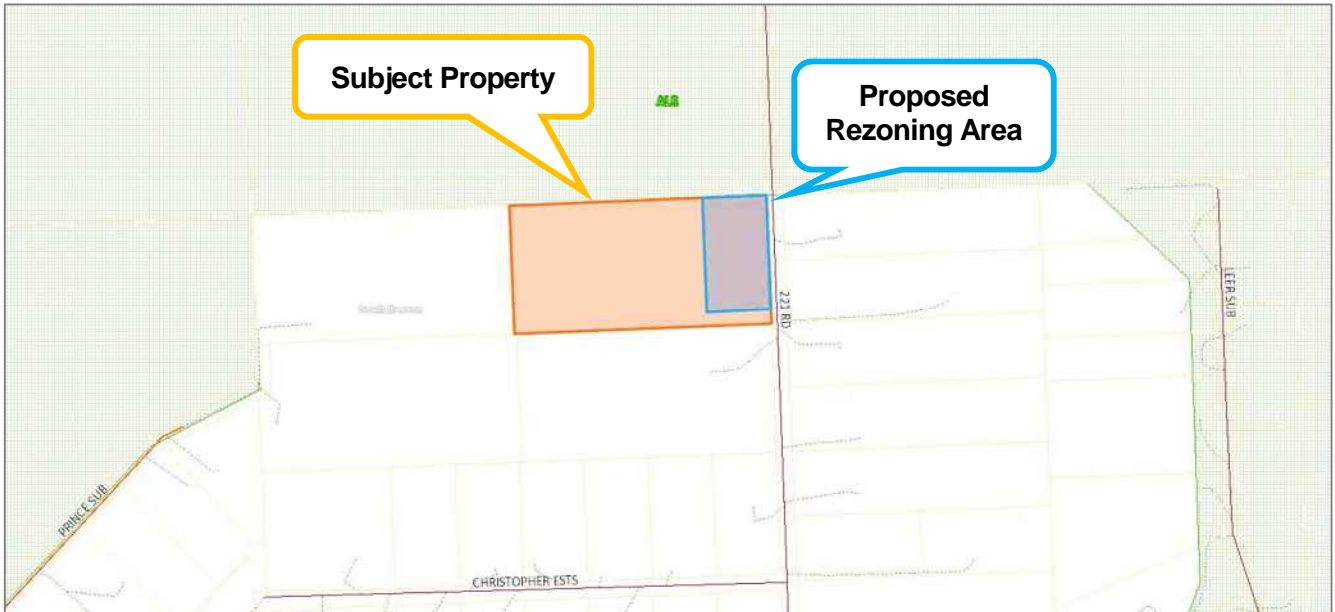 Subject Property
ALR
Proposed
Rezoning Area
221 RD
LEER SUB
PRINCE SUB
CHRISTOPHER ESTS